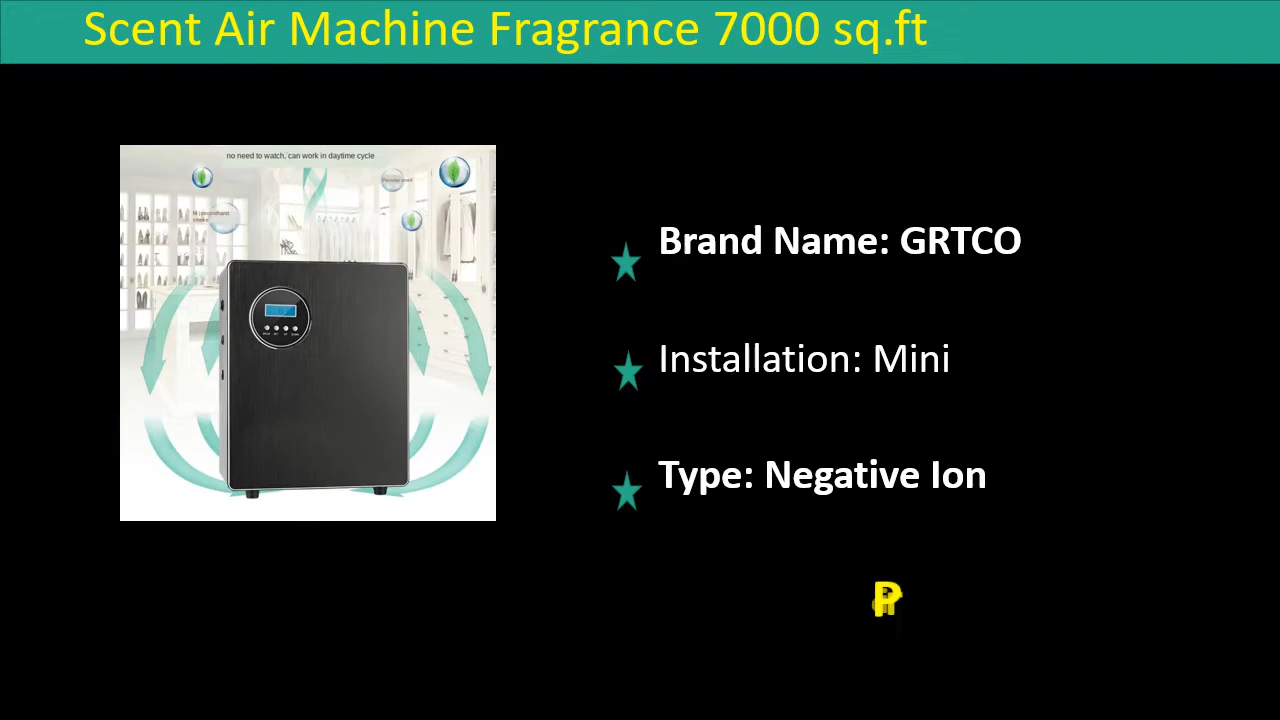 Scent Air Machine Fragrance 7000 sq.ft
no need to watch, can work in daytime cycle
Brand Name: GRTCO
Installation: Mini
Type: Negative Ion